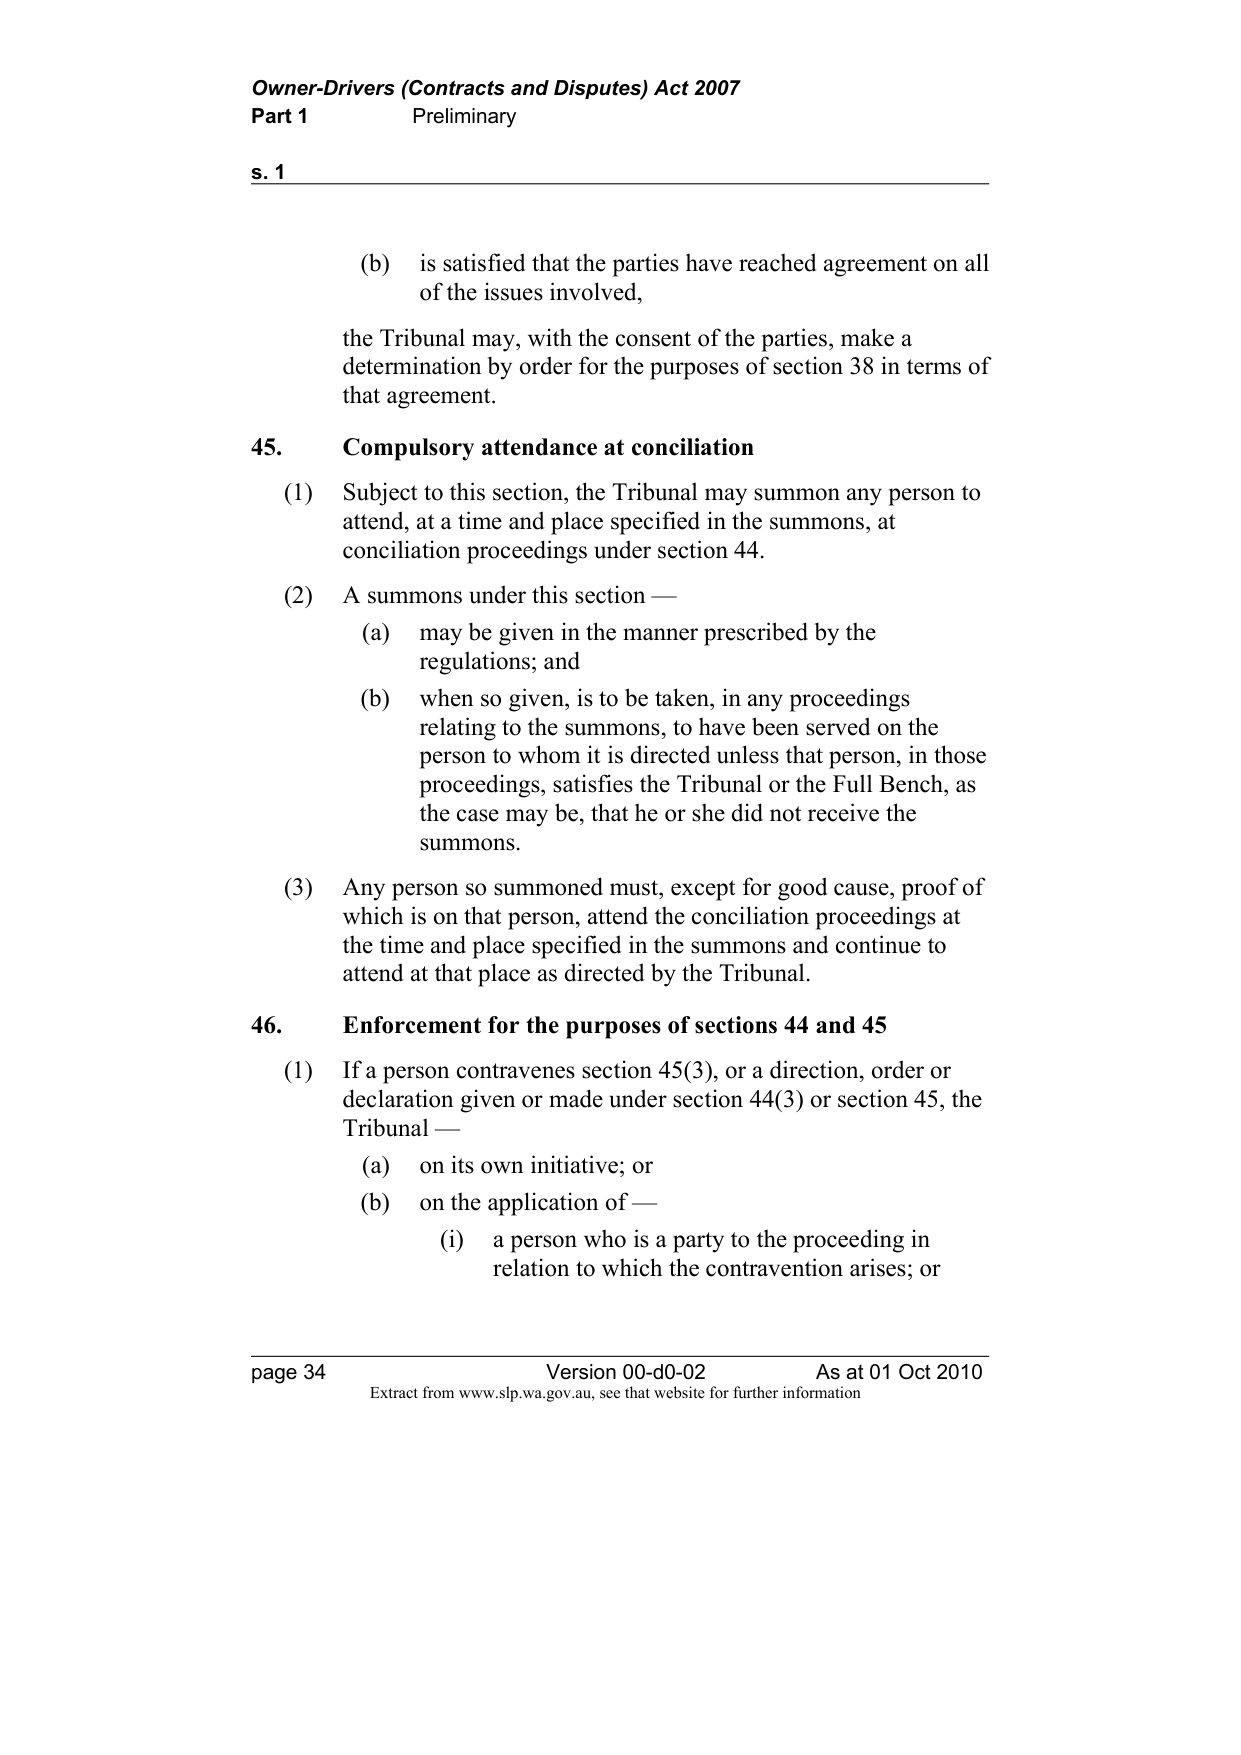 Owner-Drivers (Contracts and Disputes) Act 2007
Part 1 Preliminary
s. 1
(b) is satisfied that the parties have reached agreement on all
of the issues involved,
the Tribunal may, with the consent of the parties, make a
determination by order for the purposes of section 38 in terms of
that agreement.
45. Compulsory attendance at conciliation
(1) Subject to this section, the Tribunal may summon any person to
attend, at a time and place specified in the summons, at
conciliation proceedings under section 44.
(2) A summons under this section —
(a) may be given in the manner prescribed by the
regulations; and
(b) when so given, is to be taken, in any proceedings
relating to the summons, to have been served on the
person to whom it is directed unless that person, in those
proceedings, satisfies the Tribunal or the Full Bench, as
the case may be, that he or she did not receive the
summons.
(3) Any person so summoned must, except for good cause, proof of
which is on that person, attend the conciliation proceedings at
the time and place specified in the summons and continue to
attend at that place as directed by the Tribunal.
46. Enforcement for the purposes of sections 44 and 45
(1) If a person contravenes section 45(3), or a direction, order or
declaration given or made under section 44(3) or section 45, the
Tribunal —
(a) on its own initiative; or
(b) on the application of —
(i) a person who is a party to the proceeding in
relation to which the contravention arises; or
page 34 Version 00-d0-02 As at 01 Oct 2010
Extract from www.slp.wa.gov.au, see that website for further information